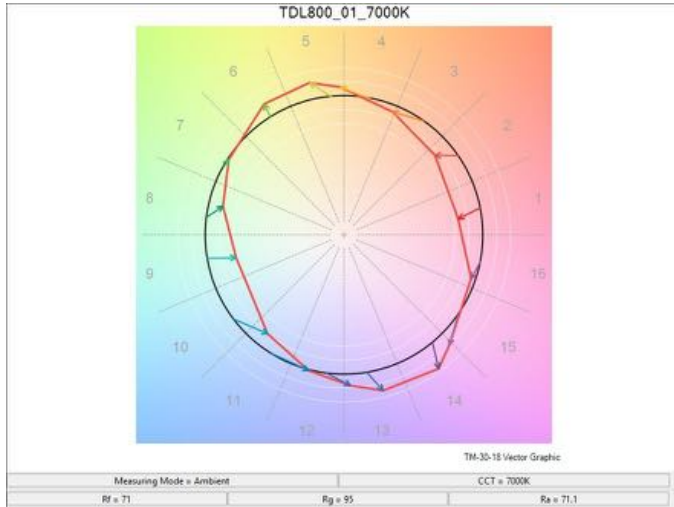 TDL800_01_7000K
5 4
6 3
7 2
8 1
9 16
10 15
11 14
12 13
TM-30-18 Vector Graphic
Measuring Mode = Ambient CCT = 7000K
Rf = 71 Rg = 95 Ra = 71.1